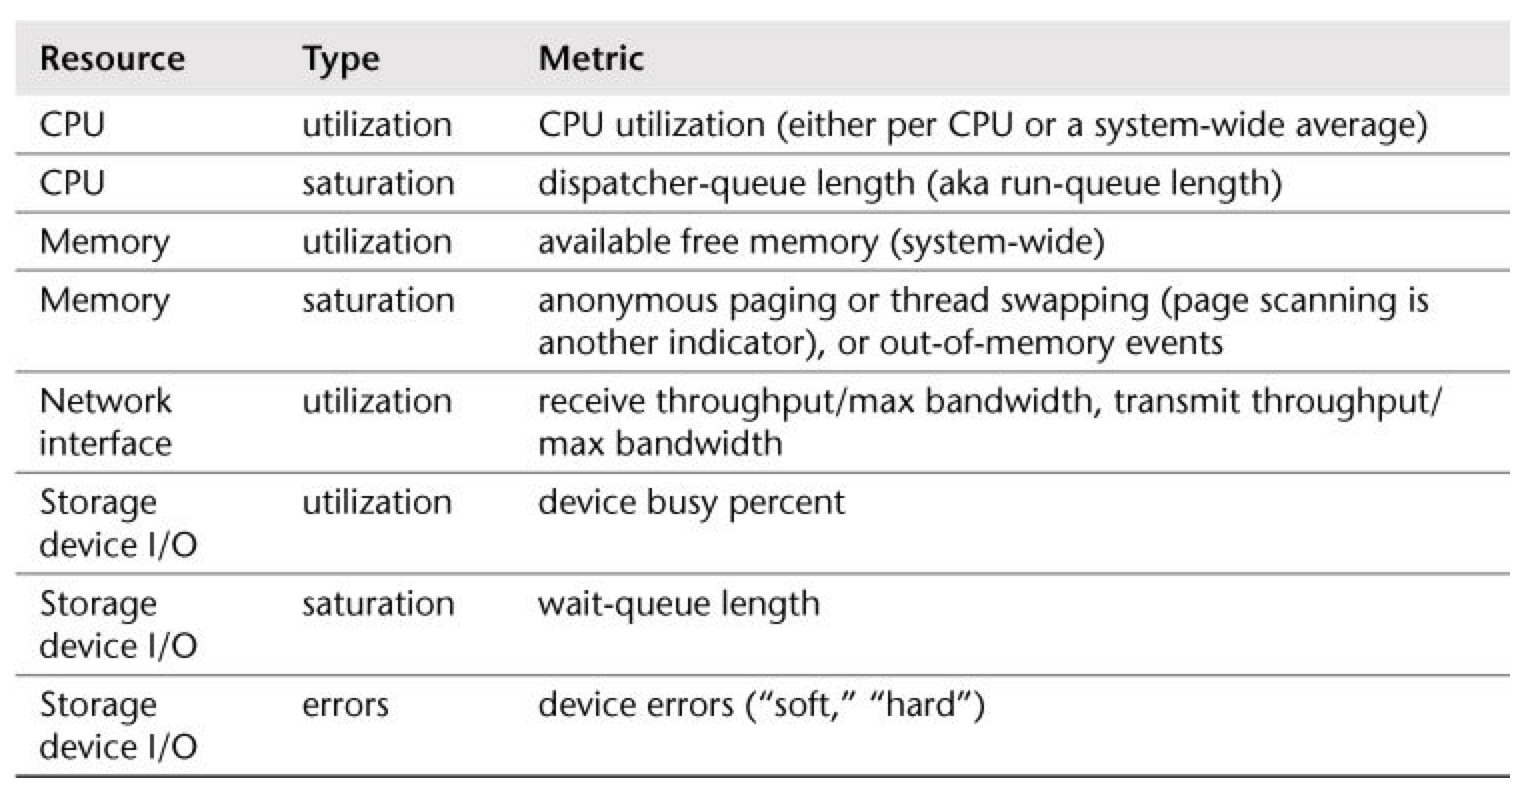 Resource Type Metric
CPU utilization CPU utilization (either per CPU or a system-wide average)
CPU saturation dispatcher-queue length (aka run-queue length)
Memory utilization available free memory (system-wide)
Memory saturation anonymous paging or thread swapping (page scanning is
another indicator), or out-of-memory events
Network utilization receive throughput/max bandwidth, transmit throughput/
interface max bandwidth
Storage utilization device busy percent
device I/O
Storage saturation wait-queue length
device I/O
Storage errors device errors (“soft,” “hard”)
device I/O